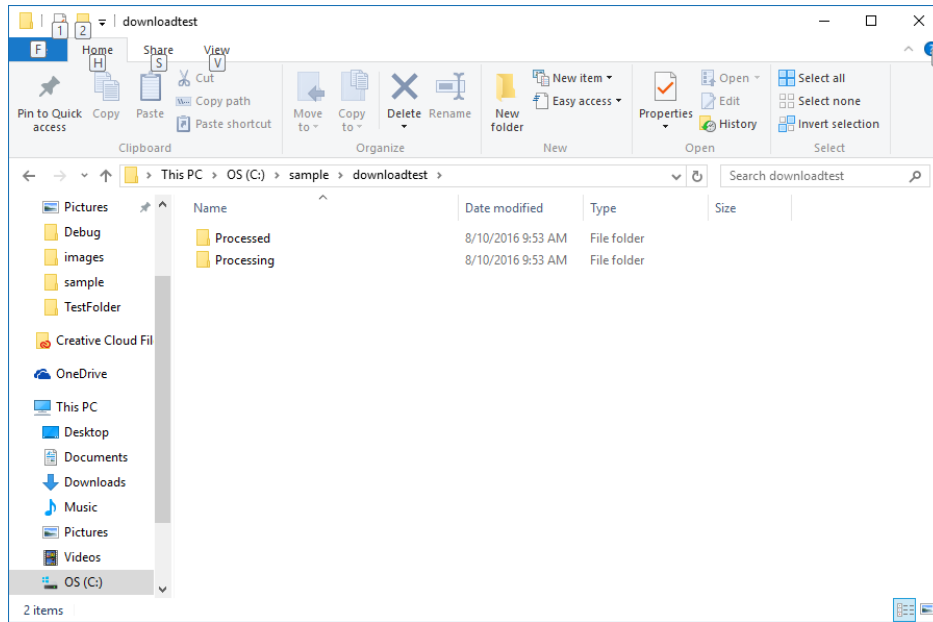 downloadtest
1 2
F Home Share View
H S V
Pin to Quick access
Copy
Paste
Cut
Copy path
Paste shortcut
Move to
Copy to
Delete
Rename
New folder
New item
Easy access
Properties
Open
Edit
History
Select all
Select none
Invert selection
Clipboard Organize New Open Select
This PC > OS (C:) > sample > downloadtest >
Search downloadtest
Name Date modified Type Size
Processed 8/10/2016 9:53 AM File folder
Processing 8/10/2016 9:53 AM File folder
Pictures
Debug
images
sample
TestFolder
Creative Cloud Fil
OneDrive
This PC
Desktop
Documents
Downloads
Music
Pictures
Videos
OS (C:)
2 items